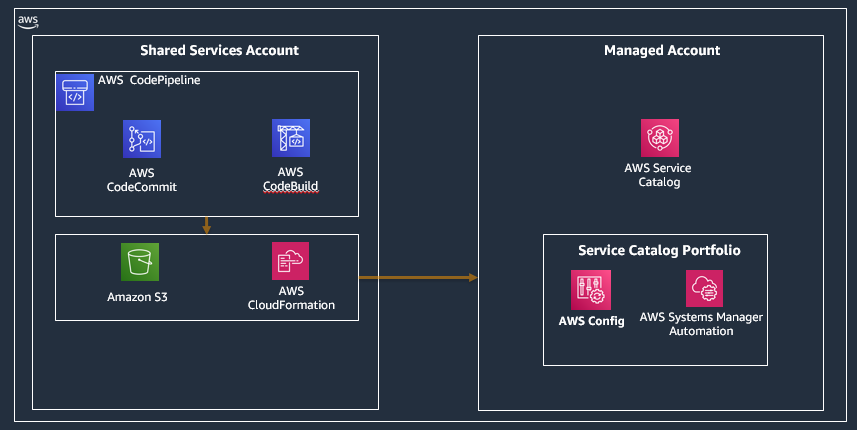 aws
Shared Services Account
AWS CodePipeline
AWS
CodeCommit
AWS
CodeBuild
Amazon S3
AWS
CloudFormation
Managed Account
AWS Service
Catalog
Service Catalog Portfolio
AWS Config
AWS Systems Manager
Automation